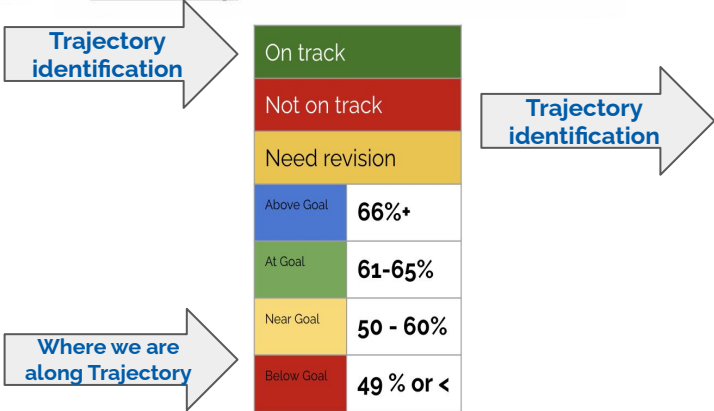 Trajectory
identification
On track
Not on track
Need revision
Trajectory
identification
Above Goal 66%+
At Goal 61-65%
Near Goal 50 - 60%
Below Goal 49 % or <
Where we are
along Trajectory